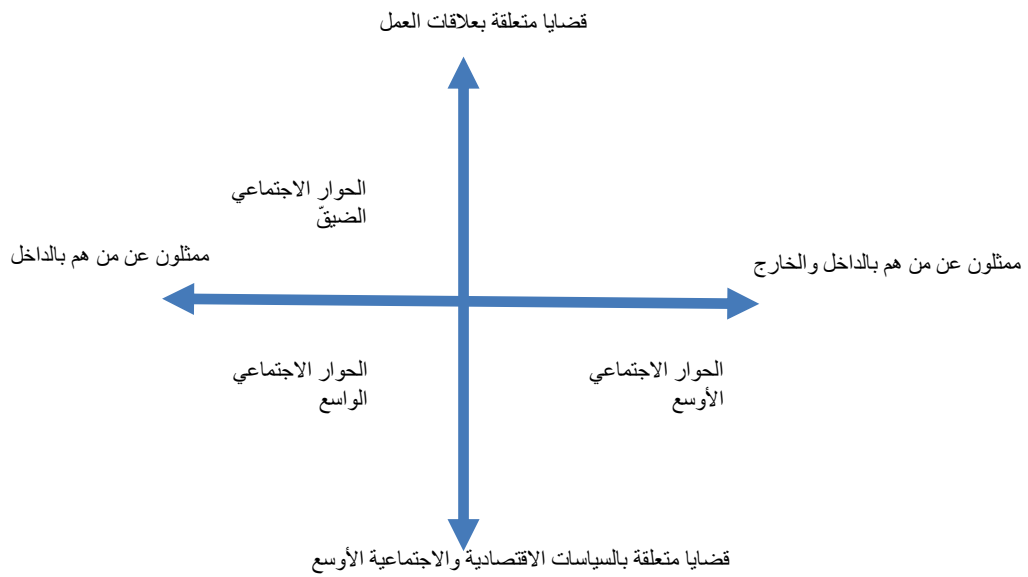 قضايا متعلقة بعلاقات العمل
الحوار الاجتماعي
الضيقّ
ممثلون عن من هم بالداخل والخارج
ممثلون عن من هم بالداخل
الحوار الاجتماعي
الأوسع
الحوار الاجتماعي
الواسع
قضايا متعلقة بالسياسات الاقتصادية والاجتماعية الأوسع